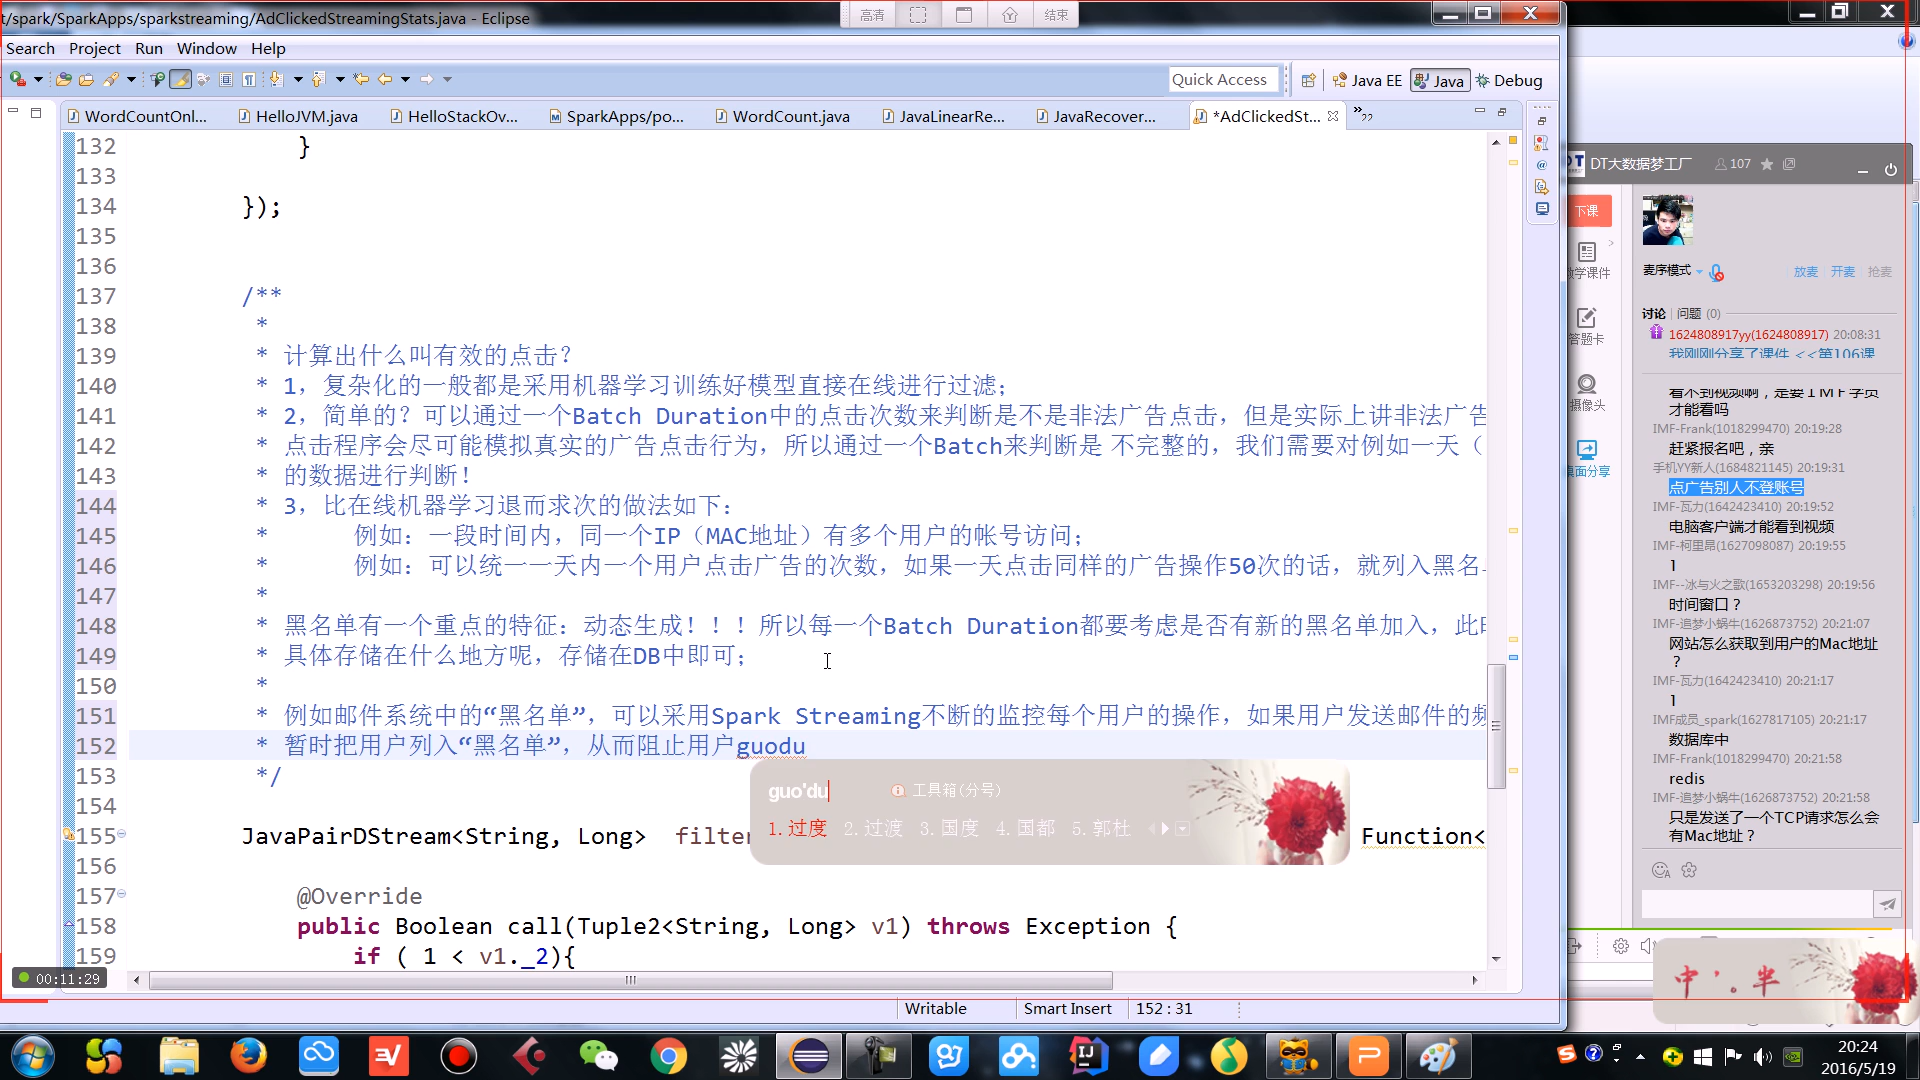 t/spark/SparkApps/sparkstreaming/AdClickedStreamingStats.java - Eclipse
高清
结束
Search Project Run Window Help
Quick Access
Java EE
Java
Debug
WordCountOnl...
HelloJVM.java
HelloStackOv...
SparkApps/po...
WordCount.java
JavaLinearRe...
JavaRecover...
*AdClickedSt...
»22
132 }
133
134 });
135
136
137 /**
138 *
139 * 计算出什么叫有效的点击？
140 * 1，复杂化的一般都是采用机器学习训练好模型直接在线进行过滤；
141 * 2，简单的？可以通过一个Batch Duration中的点击次数来判断是不是非法广告点击，但是实际上讲非法广告
142 * 点击程序会尽可能模拟真实的广告点击行为，所以通过一个Batch来判断是 不完整的，我们需要对例如一天（
143 * 的数据进行判断！
144 * 3，比在线机器学习退而求次的做法如下：
145 * 例如：一段时间内，同一个IP（MAC地址）有多个用户的帐号访问；
146 * 例如：可以统一一天内一个用户点击广告的次数，如果一天点击同样的广告操作50次的话，就列入黑名单
147 *
148 * 黑名单有一个重点的特征：动态生成！！！所以每一个Batch Duration都要考虑是否有新的黑名单加入，此时
149 * 具体存储在什么地方呢，存储在DB中即可；
150 *
151 * 例如邮件系统中的“黑名单”，可以采用Spark Streaming不断的监控每个用户的操作，如果用户发送邮件的频
152 * 暂时把用户列入“黑名单”，从而阻止用户guodu
153 */
154
155 JavaPairDStream<String, Long> filter
Function<
156
157 @Override
158 public Boolean call(Tuple2<String, Long> v1) throws Exception {
159 if ( 1 < v1._2){
guo'du
工具箱(分号)
1.过度 2.过渡 3.国度 4.国都 5.郭杜
00:11:29
Writable
Smart Insert
152 : 31
DT大数据梦工厂
107
下课
教学课件
答题卡
摄像头
桌面分享
麦序模式
放麦 开麦 抢麦
讨论 | 问题 (0)
1624808917yy(1624808917) 20:08:31
我刚刚分享了课件 <<第106课
看不到视频啊，是要IMF学员
才能看吗
IMF-Frank(1018299470) 20:19:28
赶紧报名吧，亲
手机YY新人(1684821145) 20:19:31
点广告别人不登账号
IMF-瓦力(1642423410) 20:19:52
电脑客户端才能看到视频
IMF-柯里昂(1627098087) 20:19:55
1
IMF--冰与火之歌(1653203298) 20:19:56
时间窗口？
IMF-追梦小蜗牛(1626873752) 20:21:07
网站怎么获取到用户的Mac地址
？
IMF-瓦力(1642423410) 20:21:17
1
IMF成员_spark(1627817105) 20:21:17
数据库中
IMF-Frank(1018299470) 20:21:58
redis
IMF-追梦小蜗牛(1626873752) 20:21:58
只是发送了一个TCP请求怎么会
有Mac地址？
中 ’。半
20:24
2016/5/19